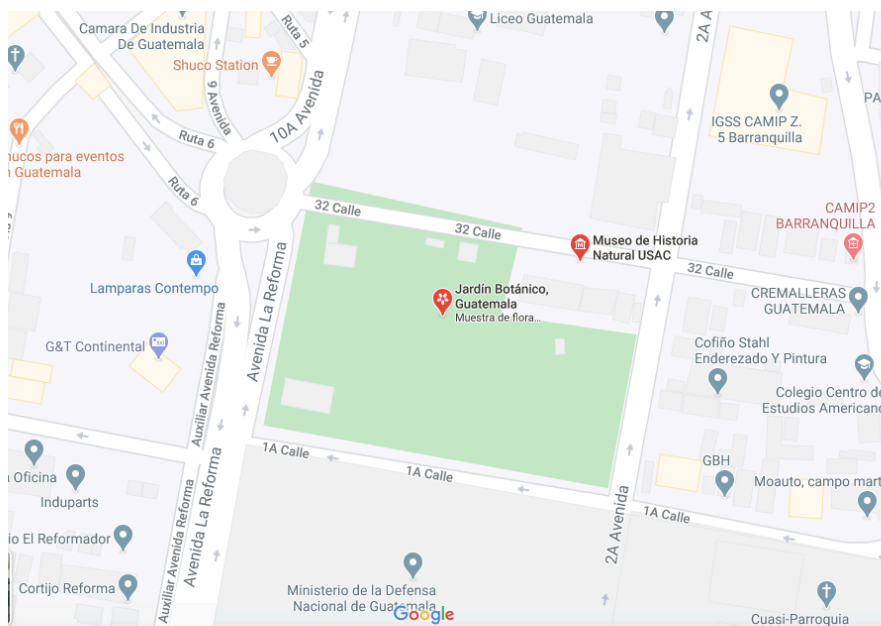 Liceo Guatemala
Camara De Industria
De Guatemala
Ruta 5
2A Avenida
Shuco Station
9 Avenida
10A Avenida
IGSS CAMIP Z.
5 Barranquilla
Ruta 6
para eventos
Guatemala
Ruta 6
32 Calle
32 Calle
CAMIP2
BARRANQUILLA
Museo de Historia
Natural USAC
32 Calle
Lamparas Contempo
Avenida La Reforma
Jardín Botánico,
Guatemala
Muestra de flora...
CREMALLERAS
GUATEMALA
G&T Continental
Auxiliar Avenida Reforma
Cofiño Stahl
Enderezado Y Pintura
Colegio Centro de
Estudios Americano
1A Calle
1A Calle
GBH
Oficina
Induparts
Avenida La Reforma
Moauto, campo mart
1A Calle
2A Avenida
El Reformador
Auxiliar Avenida Reforma
Cortijo Reforma
Ministerio de la Defensa
Nacional de Guatemala
Google
Cuasi-Parroquia